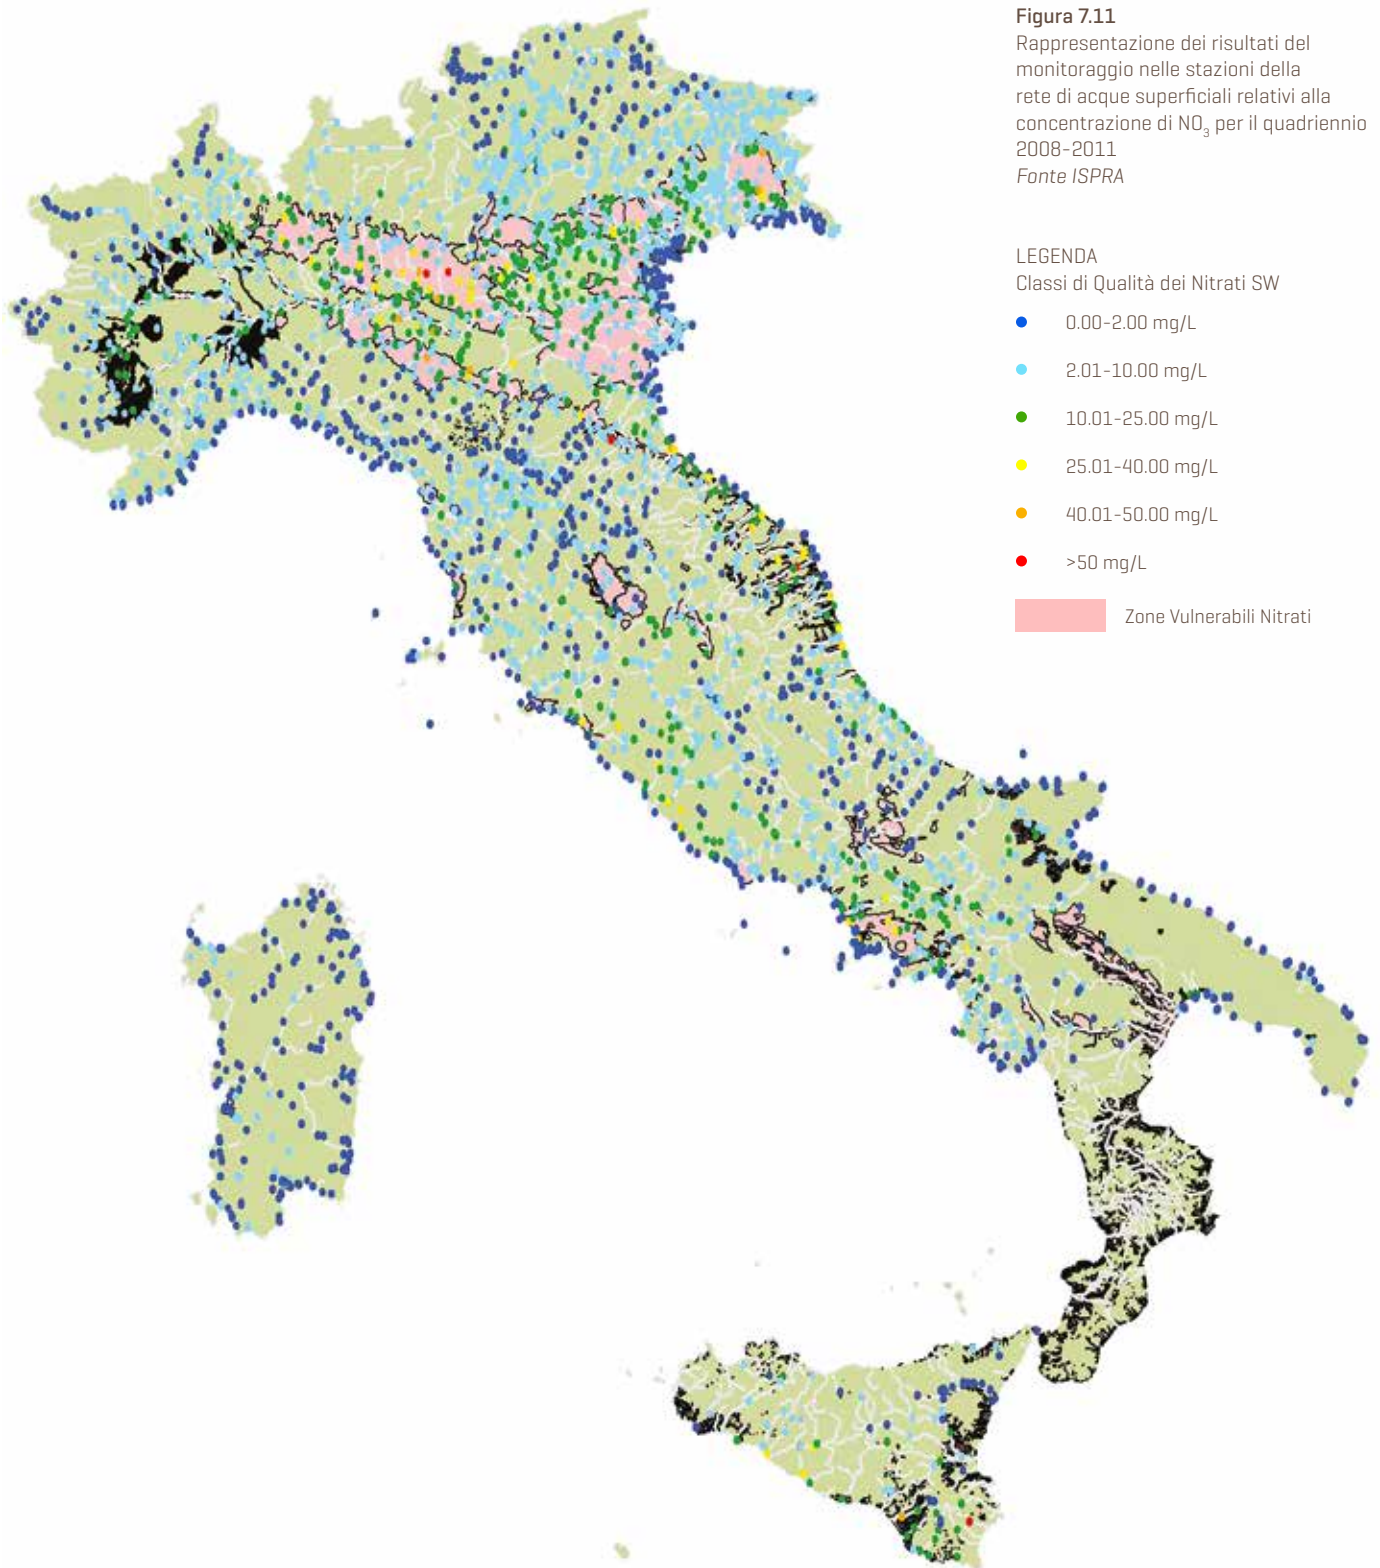 Figura 7.11
Rappresentazione dei risultati del
monitoraggio nelle stazioni della
rete di acque superficiali relativi alla
concentrazione di NO₃ per il quadriennio
2008-2011
Fonte ISPRA
LEGENDA
Classi di Qualità dei Nitrati SW
0.00-2.00 mg/L
2.01-10.00 mg/L
10.01-25.00 mg/L
25.01-40.00 mg/L
40.01-50.00 mg/L
>50 mg/L
Zone Vulnerabili Nitrati